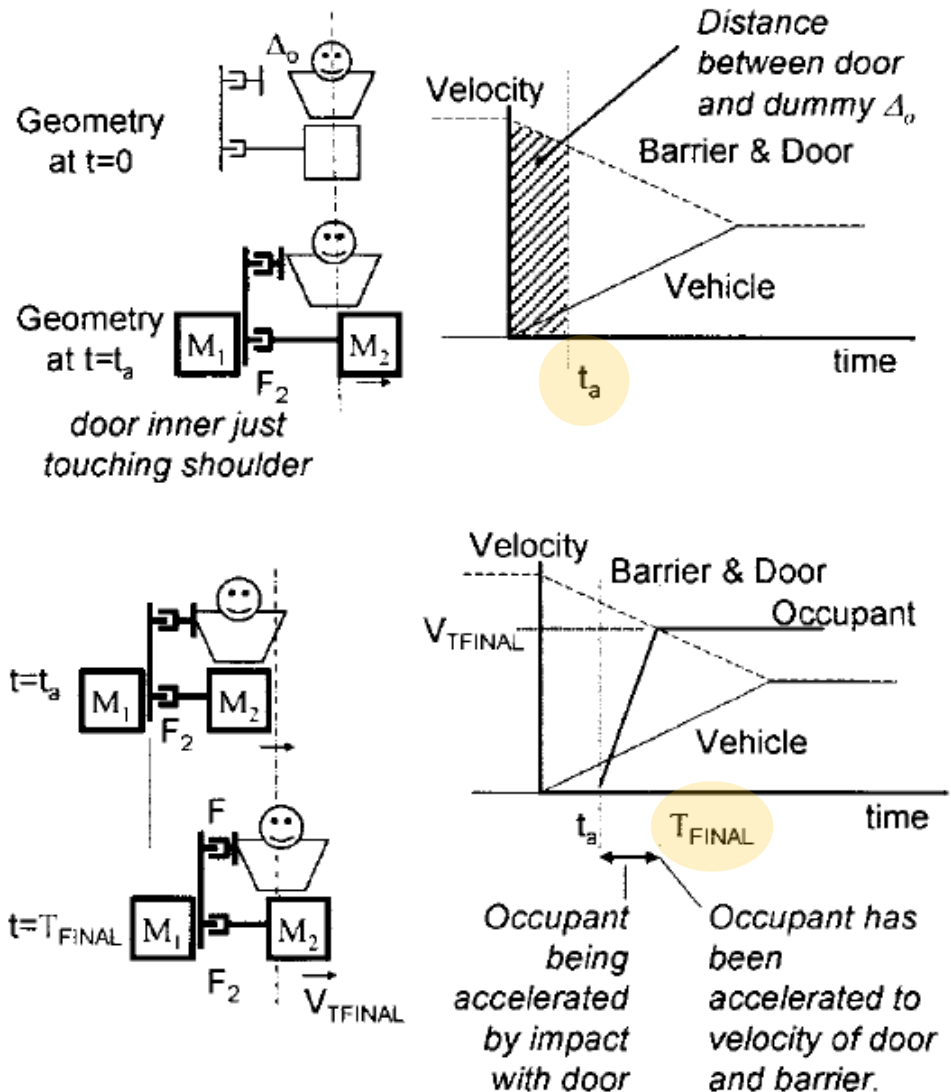 Δo
Geometry
at t=0
Distance
between door
and dummy Δo
Velocity
Barrier & Door
Vehicle
time
ta
Geometry
at t=ta
M1
M2
F2
door inner just
touching shoulder
t=ta
M1
M2
F2
F
t=TFINAL
M1
M2
F2
VTFINAL
Velocity
Barrier & Door
Occupant
VTFINAL
Vehicle
time
ta
TFINAL
Occupant
being
accelerated
by impact
with door
Occupant has
been
accelerated to
velocity of door
and barrier.